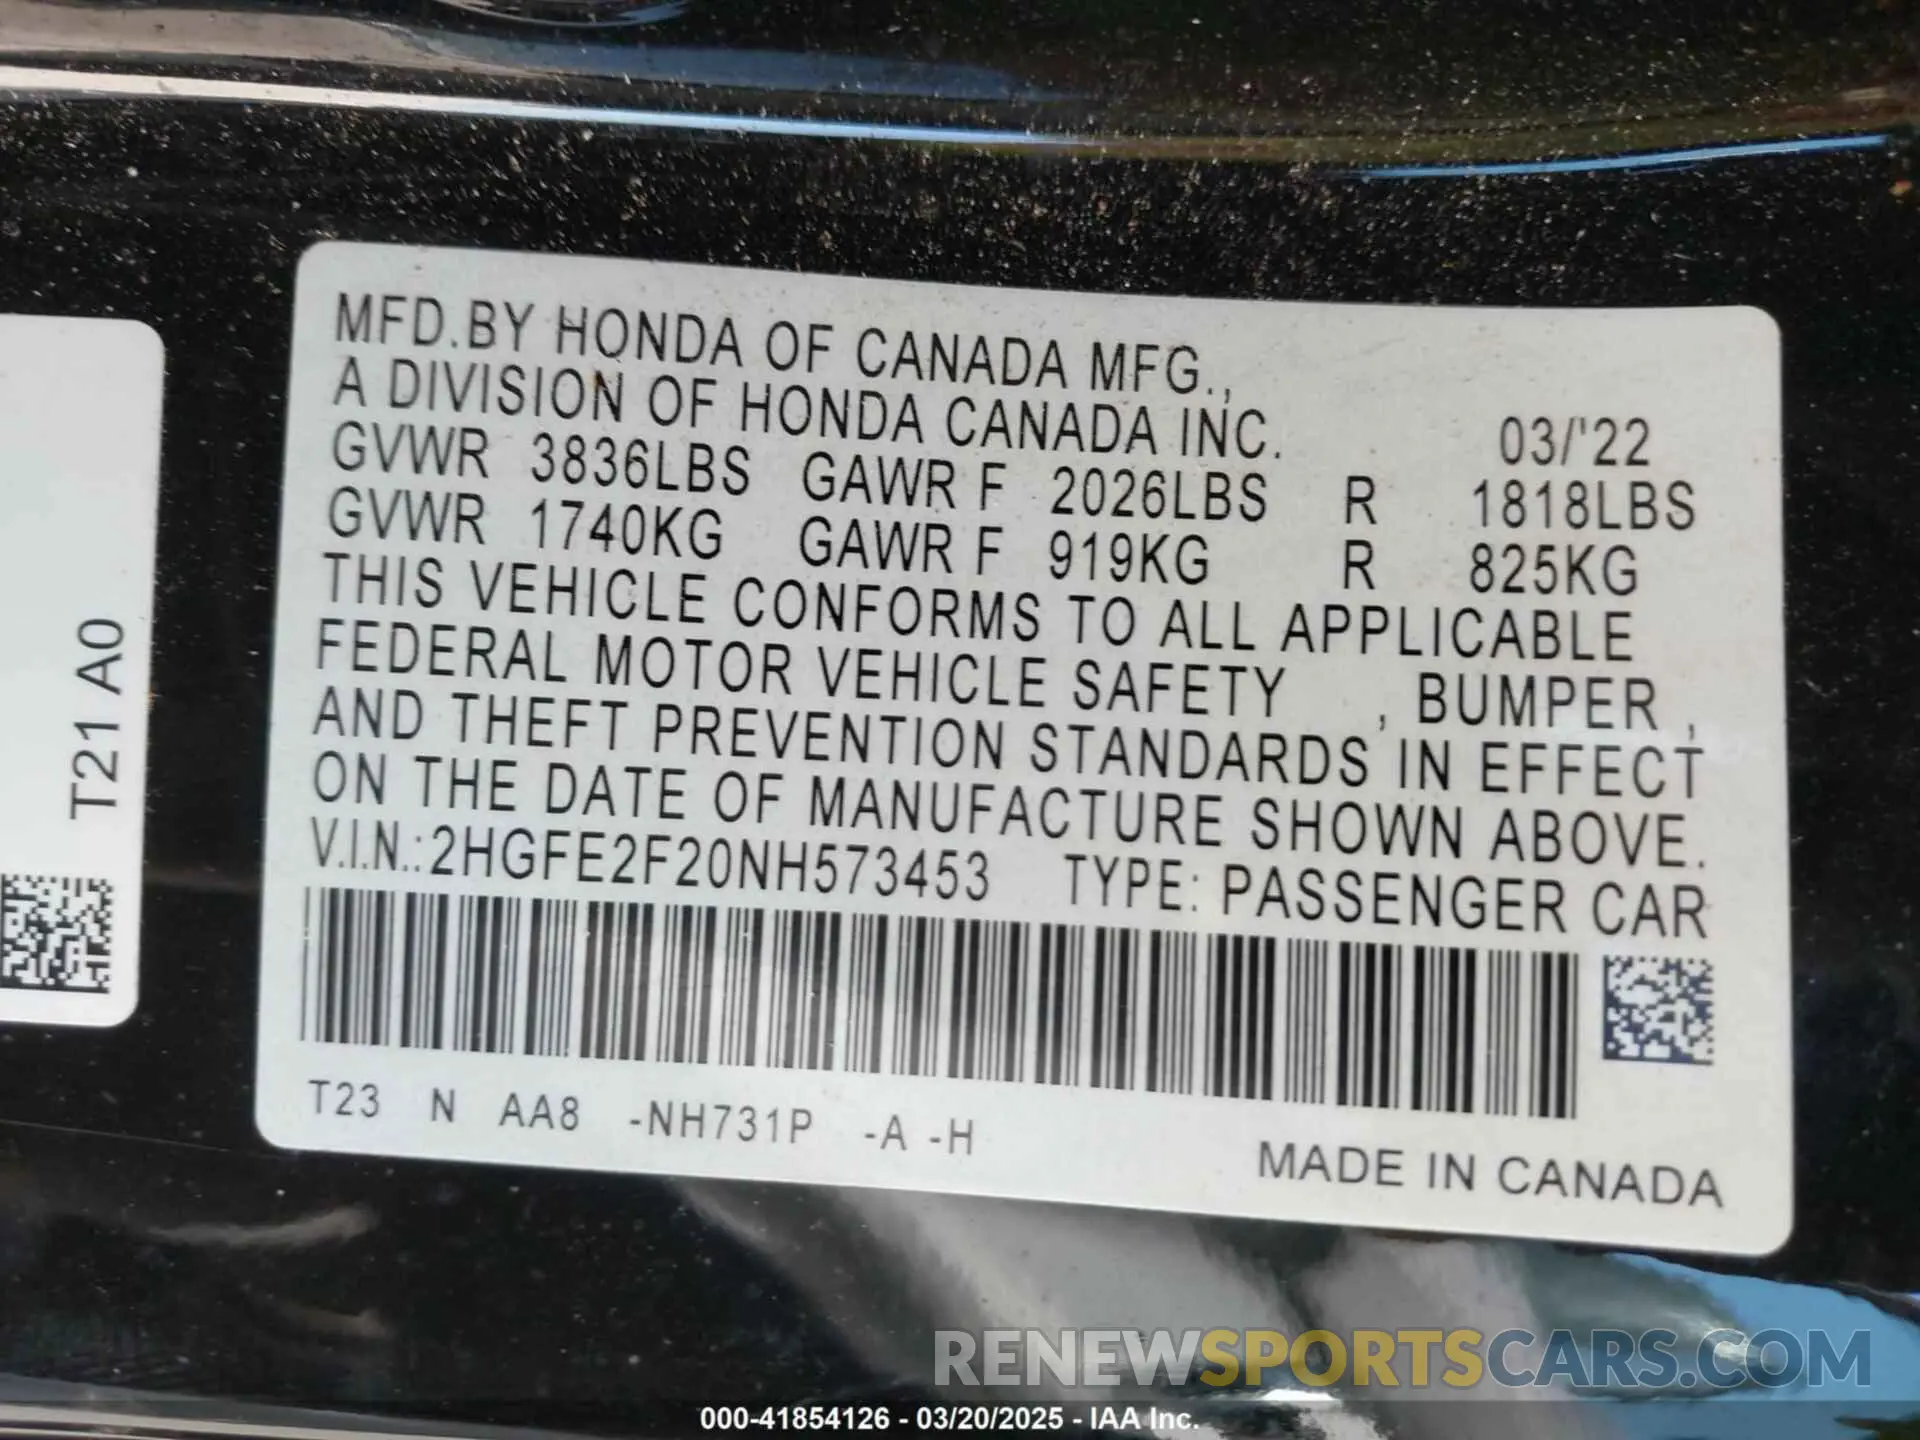 MFD.BY HONDA OF CANADA MFG.,
A DIVISION OF HONDA CANADA INC. 03/'22
GVWR 3836LBS GAWR F 2026LBS R 1818LBS
GVWR 1740KG GAWR F 919KG R 825KG
THIS VEHICLE CONFORMS TO ALL APPLICABLE
FEDERAL MOTOR VEHICLE SAFETY , BUMPER ,
AND THEFT PREVENTION STANDARDS IN EFFECT
ON THE DATE OF MANUFACTURE SHOWN ABOVE.
V.I.N.:2HGFE2F20NH573453 TYPE: PASSENGER CAR
T23 N AA8 -NH731P -A -H
MADE IN CANADA
T21 A0
RENEWSPORTSCARS.COM
000-41854126 - 03/20/2025 - IAA Inc.